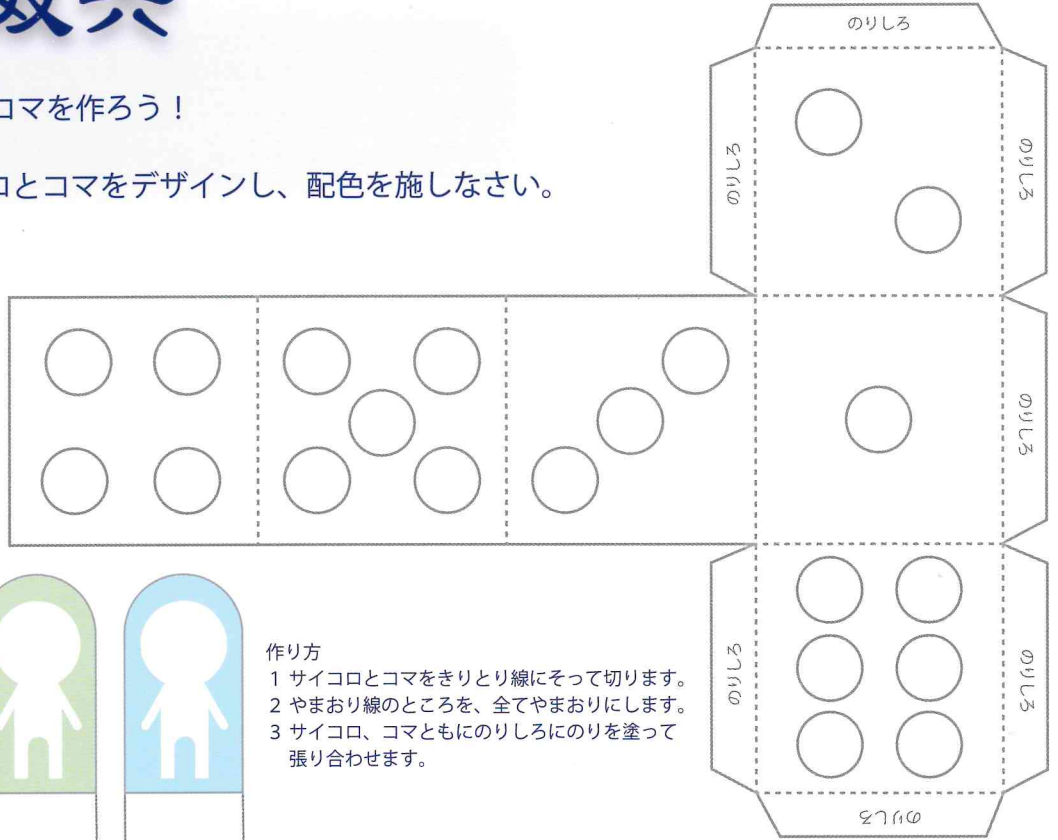 コマを作ろう！
コとコマをデザインし、配色を施しなさい。
のりしろ
のりしろ
のりしろ
のりしろ
のりしろ
のりしろ
のりしろ
作り方
1 サイコロとコマをきりとり線にそって切ります。
2 やまおり線のところを、全てやまおりにします。
3 サイコロ、コマともにのりしろにのりを塗って
張り合わせます。